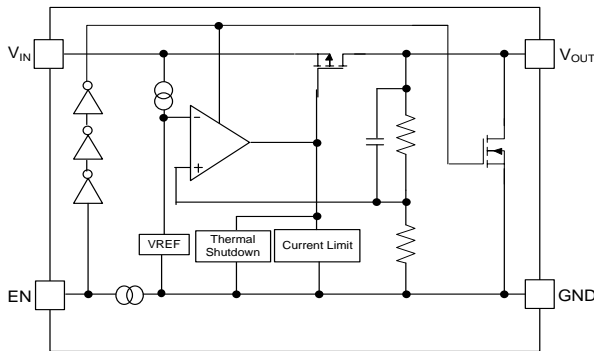 VIN
VOUT
−
+
VREF
Thermal
Shutdown
Current Limit
EN
GND